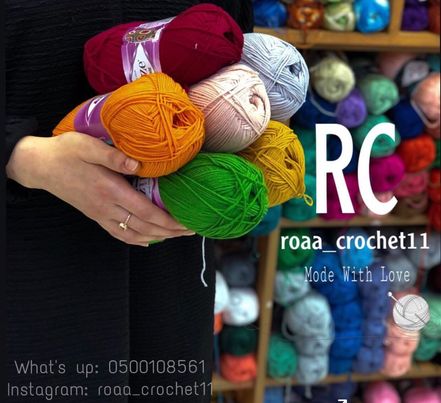 RC
roaa_crochet11
Mode With Love
What's up: 0500108561
Instagram: roaa_crochet11